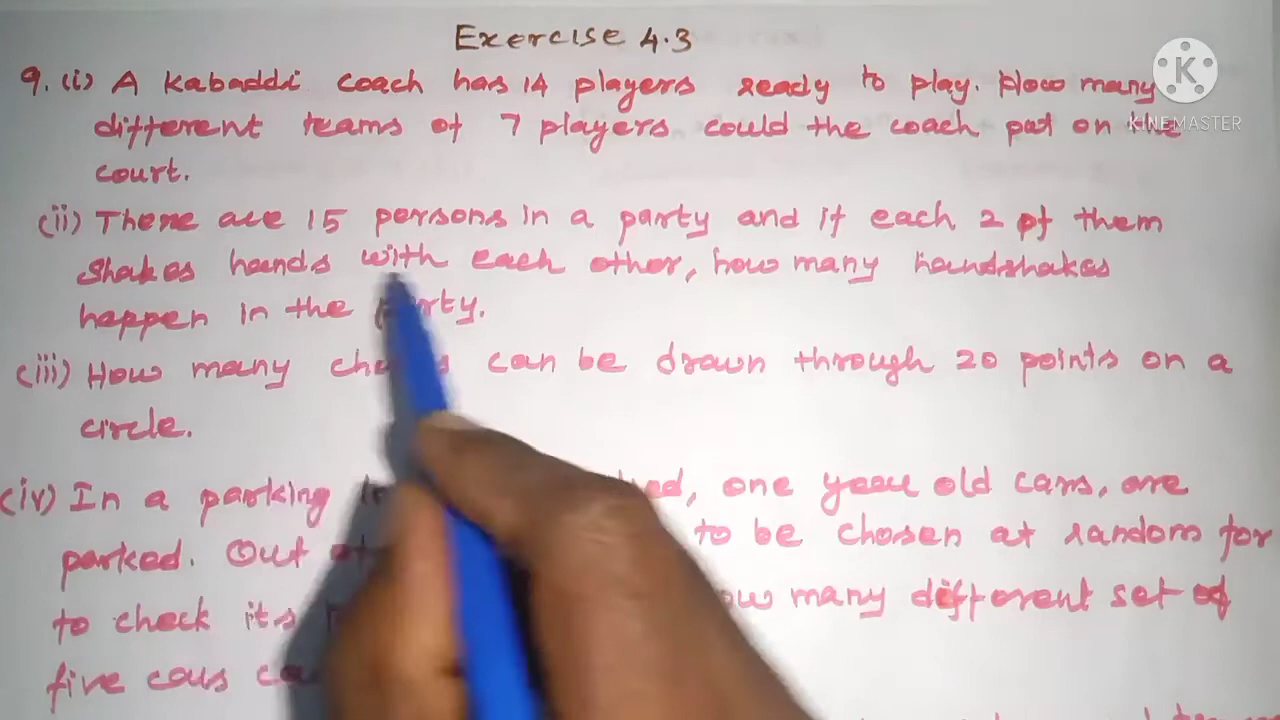 Exercise 4.3
9. (i) A Kabaddi coach has 14 players ready to play. How many
different teams of 7 players could the coach put on the
court.
(ii) There are 15 persons in a party and if each 2 of them
shakes hands with each other, how many handshakes
happen in the party.
(iii) How many chords can be drawn through 20 points on a
circle.
(iv) In a parking one year old cars, are
parked. Out to be chosen at random for
to check its how many different set of
five cars
K
KINEMASTER